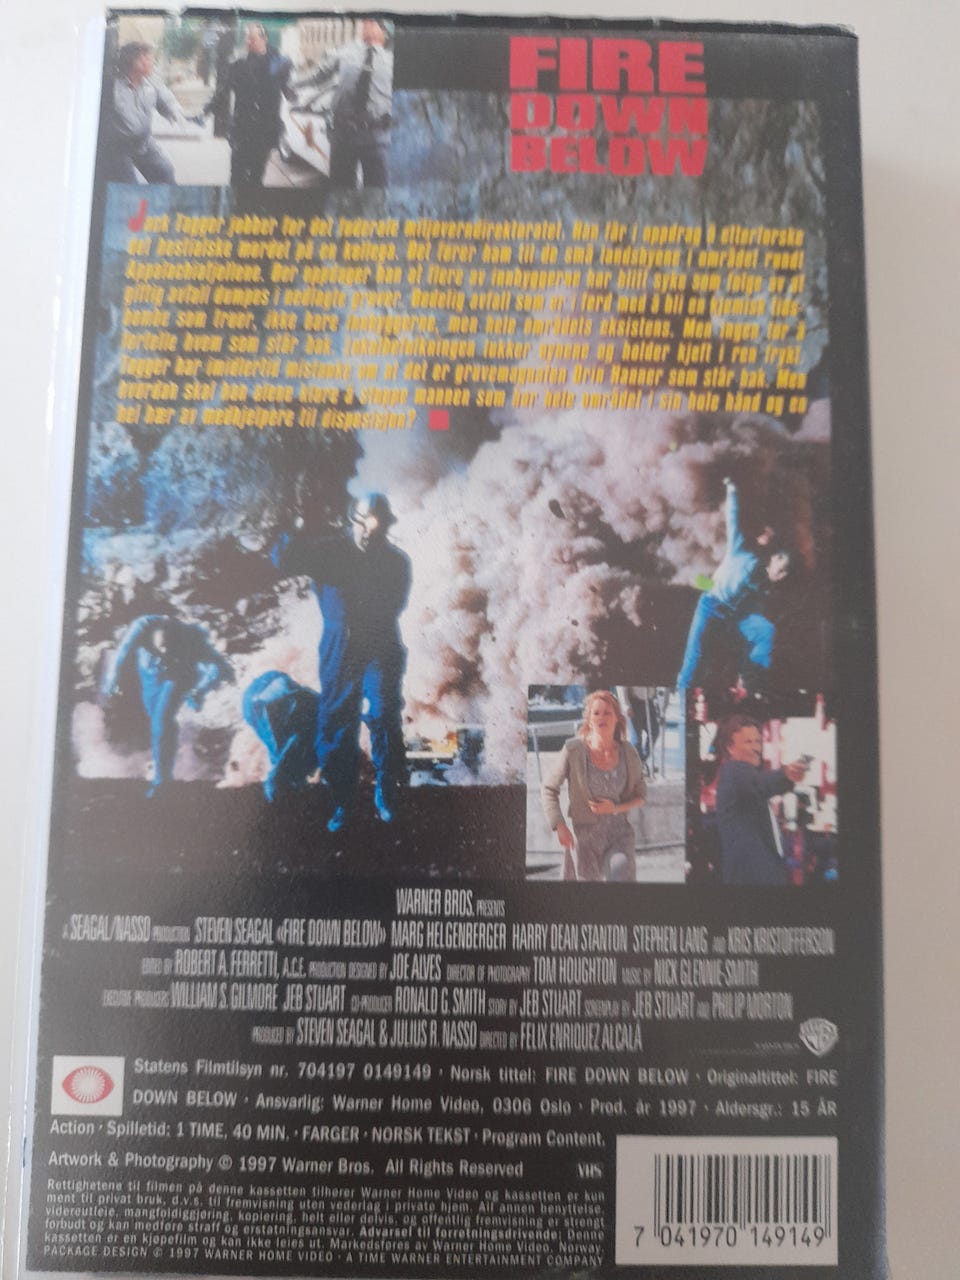 FIRE
DOWN
BELOW
Jack Tagger jobber for det føderale miljøverndirektoratet. Han får i oppdrag å etterforske
det bestialske mordet på en kollega. Det fører ham til de små landsbyene i området rundt
Appalachiafjellene. Der oppdager han at flere av innbyggerne har blitt syke som følge av at
giftig avfall dumpes i nedlagte gruver. Dødelig avfall som er i ferd med å bli en kjemisk tids-
bombe som truer, ikke bare innbyggerne, men hele områdets eksistens. Men ingen tør å
fortelle hvem som står bak. Lokalbefolkningen lukker øynene og holder kjeft i ren frykt.
Tagger har imidlertid mistanke om at det er gruvemagnaten Orin Hanner som står bak. Men
hvordan skal han alene klare å stoppe mannen som har hele området i sin hule hånd og en
hel hær av medhjelpere til disposisjon?
WARNER BROS. PRESENTS
A SEAGAL/NASSO PRODUCTION STEVEN SEAGAL «FIRE DOWN BELOW» MARG HELGENBERGER HARRY DEAN STANTON STEPHEN LANG AND KRIS KRISTOFFERSON
EDITED BY ROBERT A. FERRETTI, A.C.E. PRODUCTION DESIGNED BY JOE ALVES DIRECTOR OF PHOTOGRAPHY TOM HOUGHTON MUSIC BY NICK GLENNIE-SMITH
EXECUTIVE PRODUCERS WILLIAM S. GILMORE JEB STUART CO-PRODUCER RONALD G. SMITH STORY BY JEB STUART SCREENPLAY BY JEB STUART AND PHILIP MORTON
PRODUCED BY STEVEN SEAGAL & JULIUS R. NASSO DIRECTED BY FELIX ENRIQUEZ ALCALÁ
Statens Filmtilsyn nr. 704197 0149149 · Norsk tittel: FIRE DOWN BELOW · Originaltittel: FIRE
DOWN BELOW · Ansvarlig: Warner Home Video, 0306 Oslo · Prod. år 1997 · Aldersgr.: 15 ÅR
Action · Spilletid: 1 TIME, 40 MIN. · FARGER · NORSK TEKST · Program Content,
Artwork & Photography © 1997 Warner Bros. All Rights Reserved VHS
Rettighetene til filmen på denne kassetten tilhører Warner Home Video og kassetten er kun
ment til privat bruk, d.v.s. til fremvisning uten vederlag i private hjem. All annen benyttelse,
videreutleie, mangfoldiggjøring, kopiering, helt eller delvis, og offentlig fremvisning er strengt
forbudt og kan medføre straff og erstatningsansvar. Advarsel til forretningsdrivende: Denne
kassetten er en kjøpefilm og kan ikke leies ut. Markedsføres av Warner Home Video, Norway.
PACKAGE DESIGN © 1997 WARNER HOME VIDEO · A TIME WARNER ENTERTAINMENT COMPANY
7 041970 149149